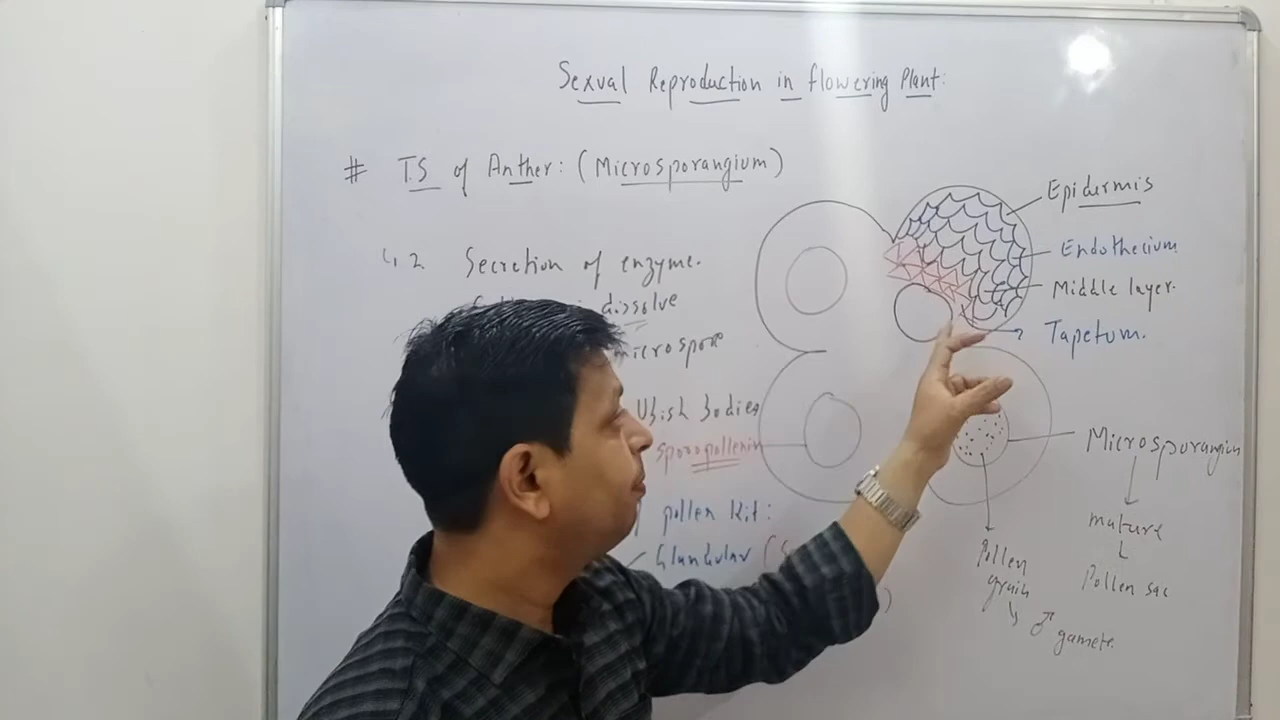 Sexual Reproduction in flowering Plant:
# T.S of Anther: (Microsporangium)
2. Secretion of enzyme.
dissolve
microspore
Ubish bodies
sporopollenin
pollen kit:
Glandular
Epidermis
Endothecium
Middle layer.
Tapetum.
Microsporangium
mature
Pollen sac
Pollen
grain
♂
gamete.